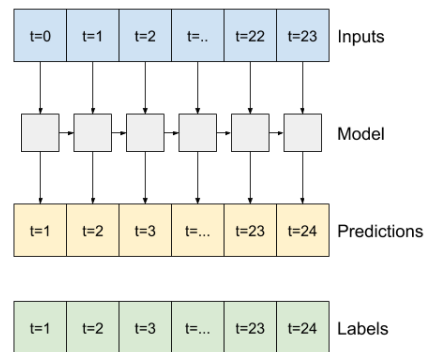 t=0 t=1 t=2 t=.. t=22 t=23 Inputs
Model
t=1 t=2 t=3 t=... t=23 t=24 Predictions
t=1 t=2 t=3 t=... t=23 t=24 Labels